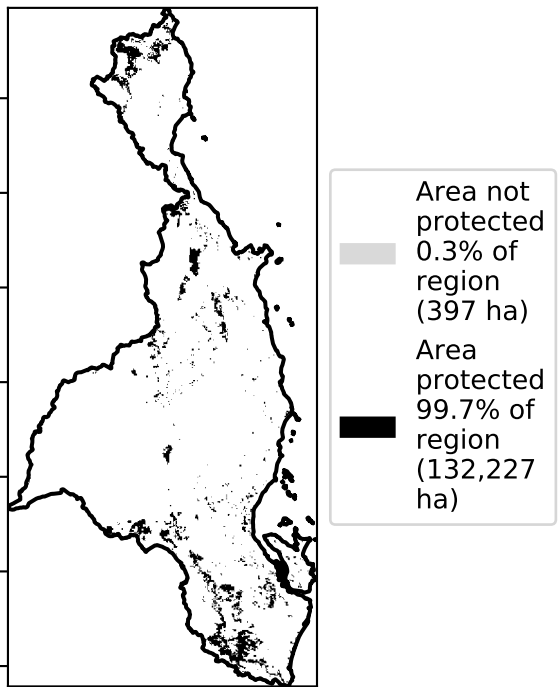 Area not
protected
0.3% of
region
(397 ha)
Area
protected
99.7% of
region
(132,227
ha)